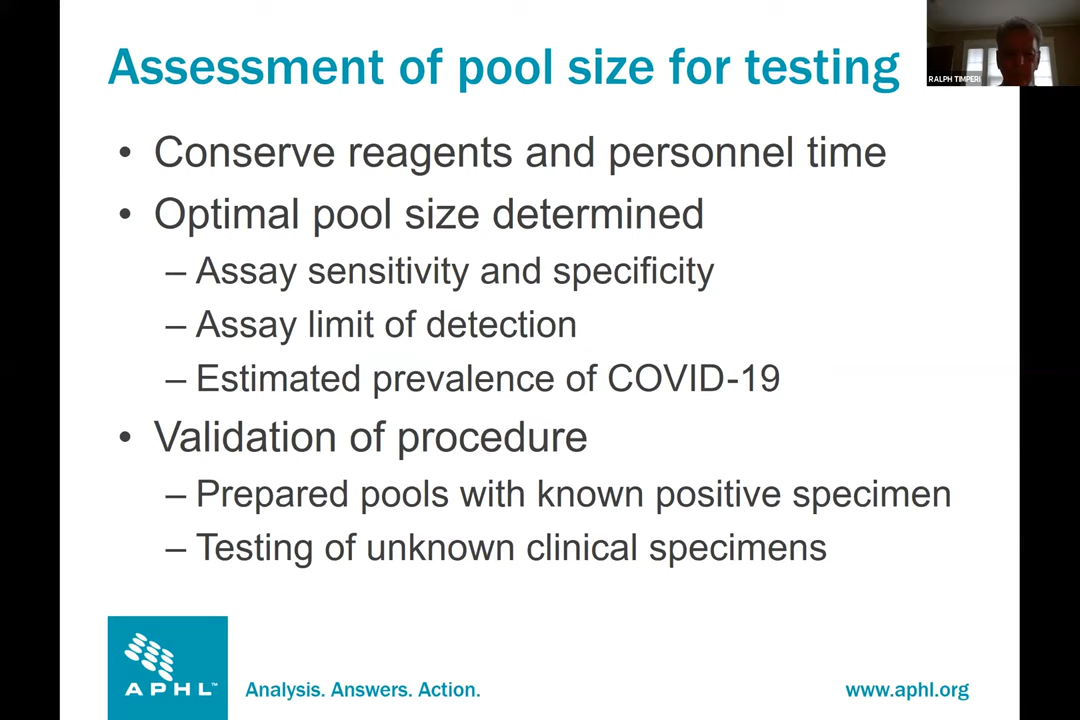 Assessment of pool size for testing
RALPH TIMPERI
• Conserve reagents and personnel time
• Optimal pool size determined
– Assay sensitivity and specificity
– Assay limit of detection
– Estimated prevalence of COVID-19
• Validation of procedure
– Prepared pools with known positive specimen
– Testing of unknown clinical specimens
APHL™
Analysis. Answers. Action.
www.aphl.org